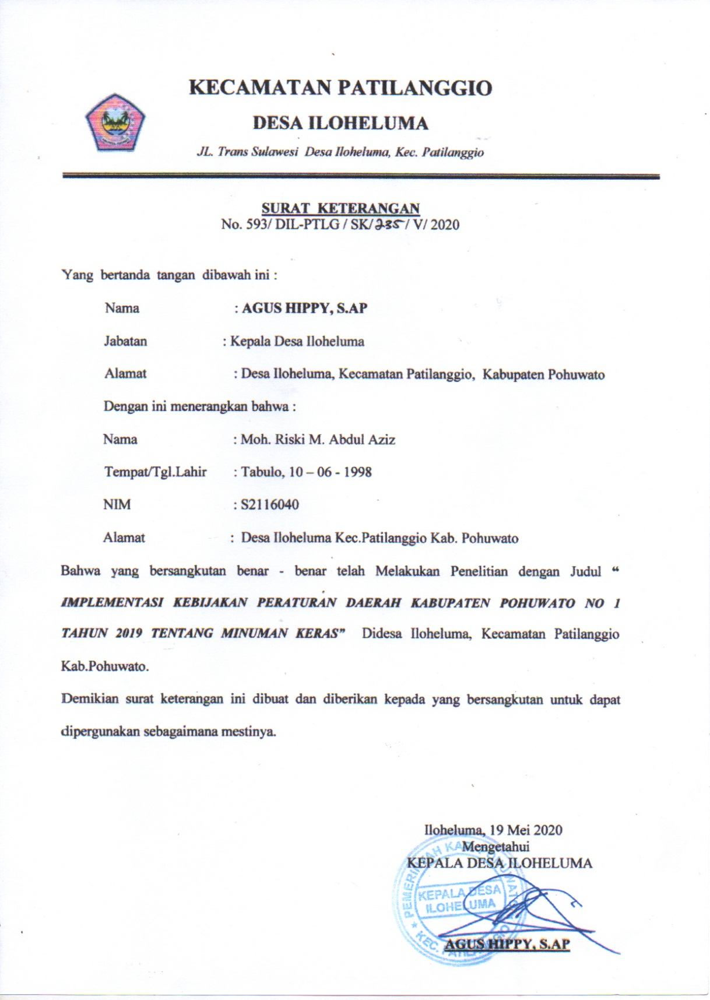 KECAMATAN PATILANGGIO
DESA ILOHELUMA
JL. Trans Sulawesi Desa Iloheluma, Kec. Patilanggio
SURAT KETERANGAN
No. 593/ DIL-PTLG / SK/235/ V/ 2020
Yang bertanda tangan dibawah ini :
Nama : AGUS HIPPY, S.AP
Jabatan : Kepala Desa Iloheluma
Alamat : Desa Iloheluma, Kecamatan Patilanggio, Kabupaten Pohuwato
Dengan ini menerangkan bahwa :
Nama : Moh. Riski M. Abdul Aziz
Tempat/Tgl.Lahir : Tabulo, 10 – 06 - 1998
NIM : S2116040
Alamat : Desa Iloheluma Kec.Patilanggio Kab. Pohuwato
Bahwa yang bersangkutan benar - benar telah Melakukan Penelitian dengan Judul “
IMPLEMENTASI KEBIJAKAN PERATURAN DAERAH KABUPATEN POHUWATO NO 1
TAHUN 2019 TENTANG MINUMAN KERAS” Didesa Iloheluma, Kecamatan Patilanggio
Kab.Pohuwato.
Demikian surat keterangan ini dibuat dan diberikan kepada yang bersangkutan untuk dapat
dipergunakan sebagaimana mestinya.
Iloheluma, 19 Mei 2020
Mengetahui
KEPALA DESA ILOHELUMA
PEMERINTAH KAB. POHUWATO
KEPALA DESA
ILOHELUMA
KEC. PATILANGGIO
AGUS HIPPY, S.AP